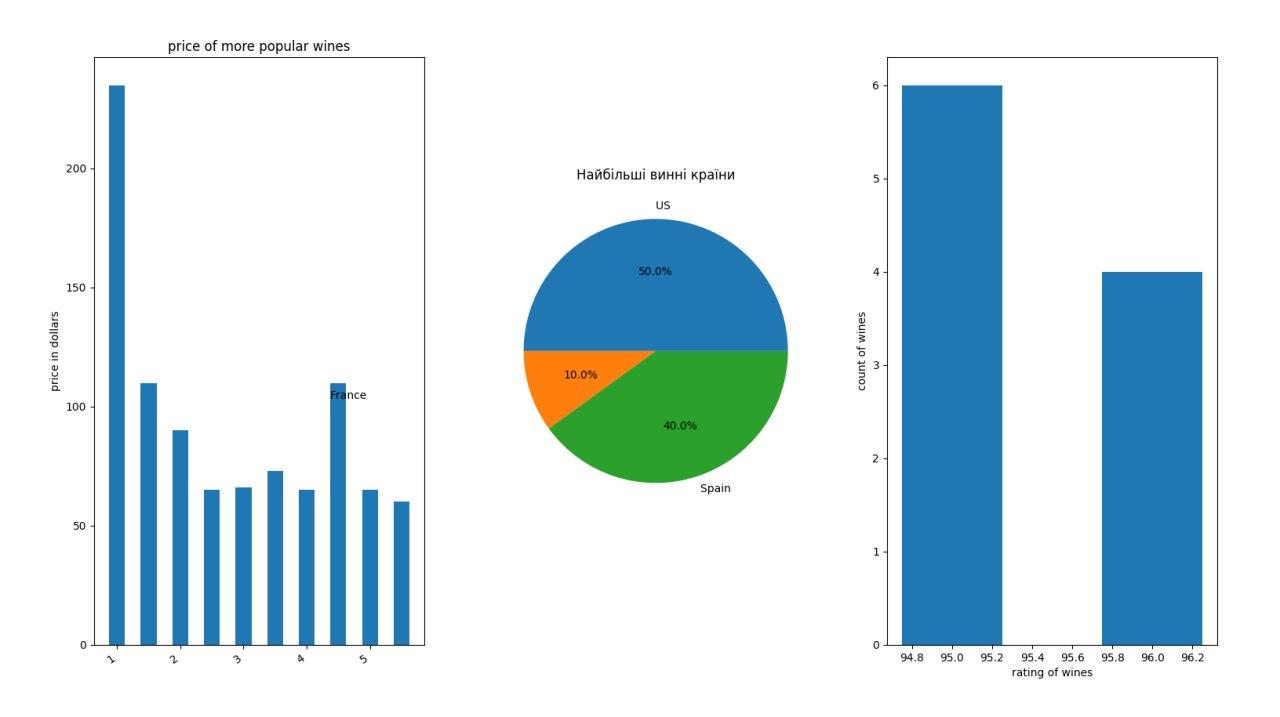 price of more popular wines
price in dollars
200
150
100
50
0
1
2
3
4
5
France
Найбільші винні країни
US
50.0%
10.0%
40.0%
Spain
count of wines
6
5
4
3
2
1
0
94.8 95.0 95.2 95.4 95.6 95.8 96.0 96.2
rating of wines